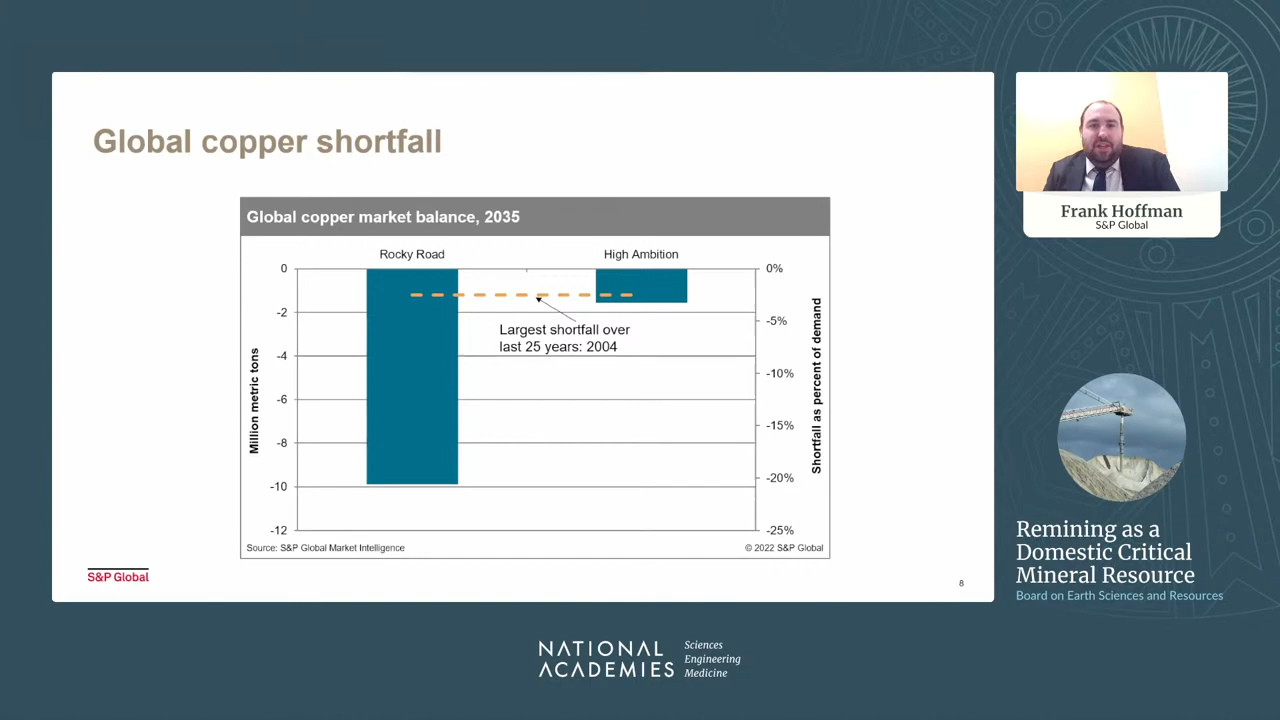 Global copper shortfall
Global copper market balance, 2035
Rocky Road
High Ambition
0
-2
-4
-6
-8
-10
-12
Million metric tons
0%
-5%
-10%
-15%
-20%
-25%
Shortfall as percent of demand
Largest shortfall over
last 25 years: 2004
Source: S&P Global Market Intelligence
© 2022 S&P Global
S&P Global
8
Frank Hoffman
S&P Global
Remining as a
Domestic Critical
Mineral Resource
Board on Earth Sciences and Resources
NATIONAL
ACADEMIES
Sciences
Engineering
Medicine